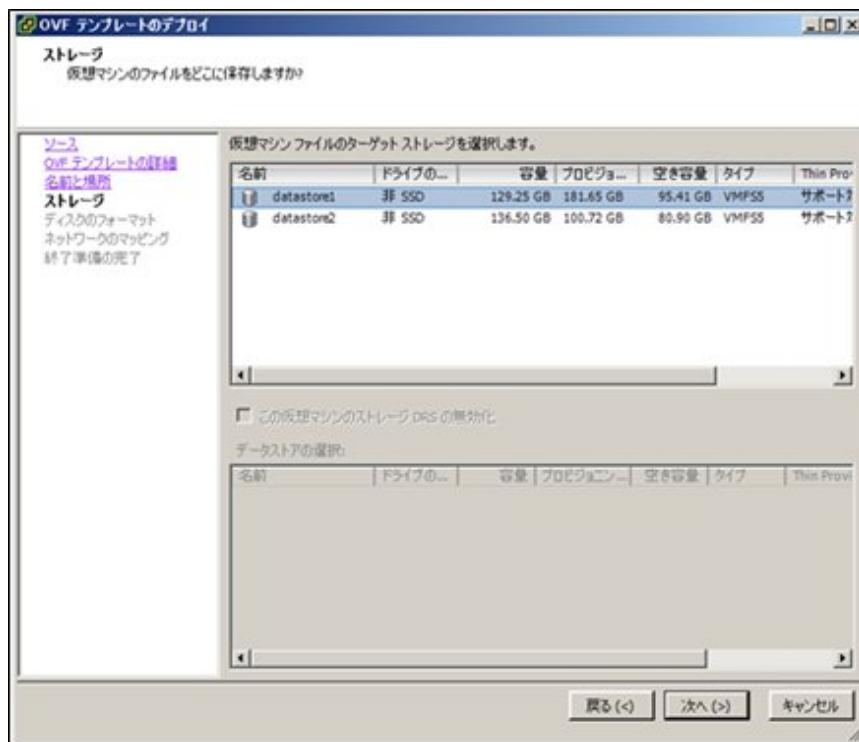 OVF テンプレートのデプロイ
ストレージ
仮想マシンのファイルをどこに保存しますか?
ソース
OVF テンプレートの詳細
名前と場所
ストレージ
ディスクのフォーマット
ネットワークのマッピング
終了準備の完了
仮想マシン ファイルのターゲット ストレージを選択します。
名前 ドライブの... 容量 プロビジョ... 空き容量 タイプ Thin Pro
datastore1 非 SSD 129.25 GB 181.65 GB 95.41 GB VMFS5 サポート
datastore2 非 SSD 136.50 GB 100.72 GB 80.90 GB VMFS5 サポート
この仮想マシンのストレージ DRS の無効化
データストアの選択:
名前 ドライブの... 容量 プロビジョニン... 空き容量 タイプ Thin Provi
戻る (<) 次へ (>) キャンセル